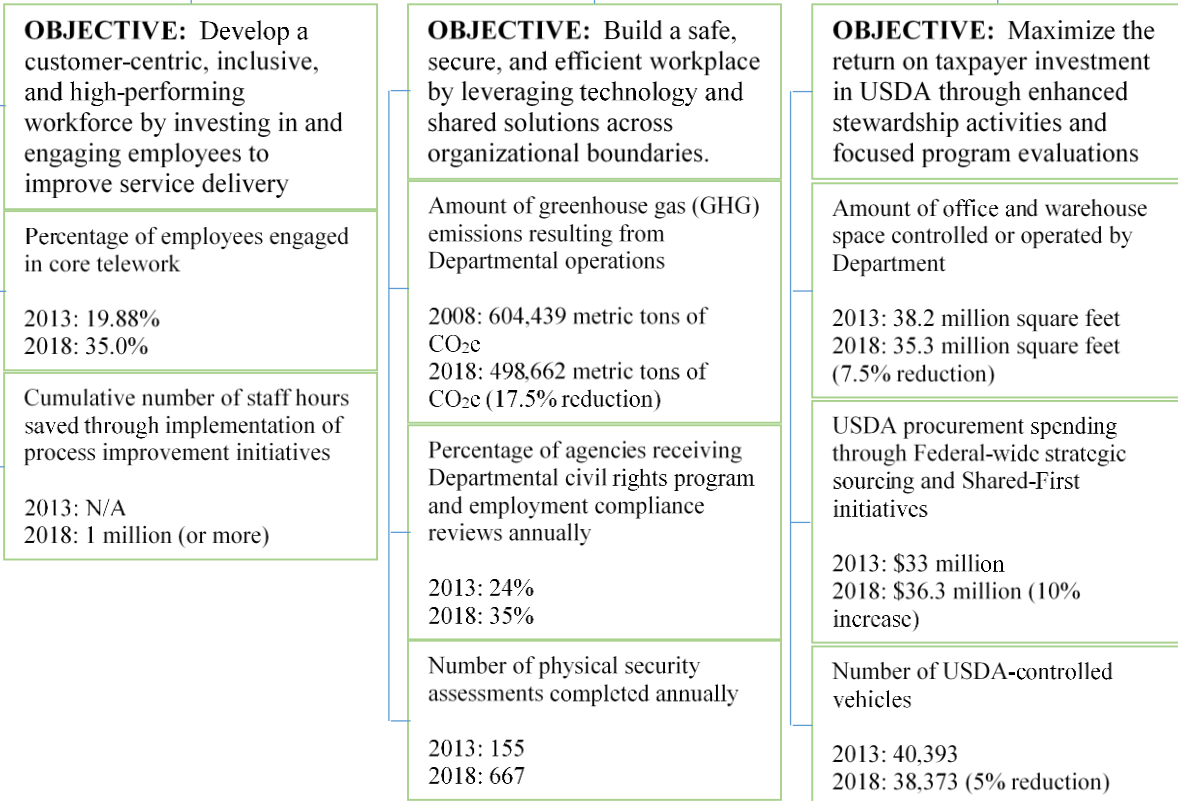 OBJECTIVE: Develop a
customer-centric, inclusive,
and high-performing
workforce by investing in and
engaging employees to
improve service delivery
Percentage of employees engaged
in core telework
2013: 19.88%
2018: 35.0%
Cumulative number of staff hours
saved through implementation of
process improvement initiatives
2013: N/A
2018: 1 million (or more)
OBJECTIVE: Build a safe,
secure, and efficient workplace
by leveraging technology and
shared solutions across
organizational boundaries.
Amount of greenhouse gas (GHG)
emissions resulting from
Departmental operations
2008: 604,439 metric tons of
CO₂e
2018: 498,662 metric tons of
CO₂e (17.5% reduction)
Percentage of agencies receiving
Departmental civil rights program
and employment compliance
reviews annually
2013: 24%
2018: 35%
Number of physical security
assessments completed annually
2013: 155
2018: 667
OBJECTIVE: Maximize the
return on taxpayer investment
in USDA through enhanced
stewardship activities and
focused program evaluations
Amount of office and warehouse
space controlled or operated by
Department
2013: 38.2 million square feet
2018: 35.3 million square feet
(7.5% reduction)
USDA procurement spending
through Federal-wide strategic
sourcing and Shared-First
initiatives
2013: $33 million
2018: $36.3 million (10%
increase)
Number of USDA-controlled
vehicles
2013: 40,393
2018: 38,373 (5% reduction)